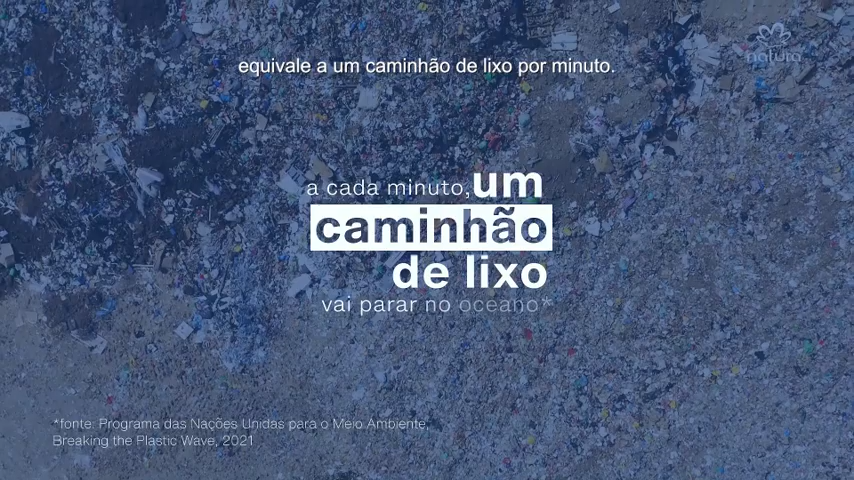 natura
equivale a um caminhão de lixo por minuto.
a cada minuto, um
caminhão
de lixo
vai parar no oceano*
*fonte: Programa das Nações Unidas para o Meio Ambiente,
Breaking the Plastic Wave, 2021